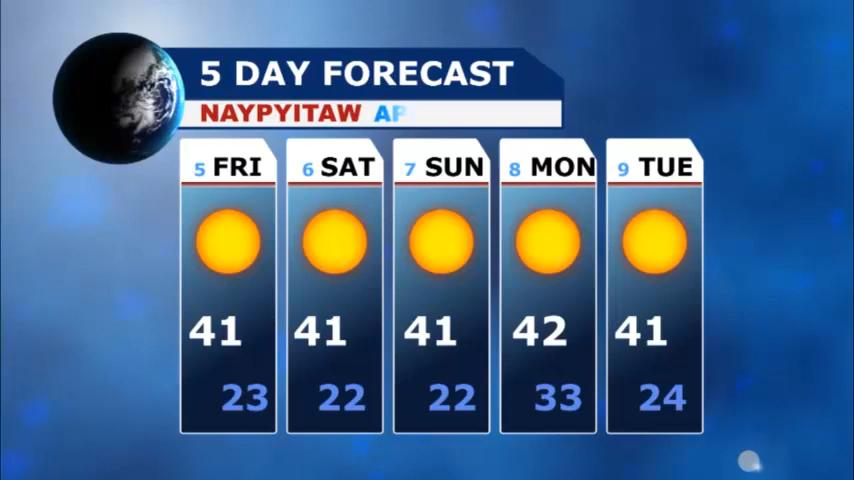 5 DAY FORECAST
NAYPYITAW AP
5 FRI 6 SAT 7 SUN 8 MON 9 TUE
41 41 41 42 41
23 22 22 33 24